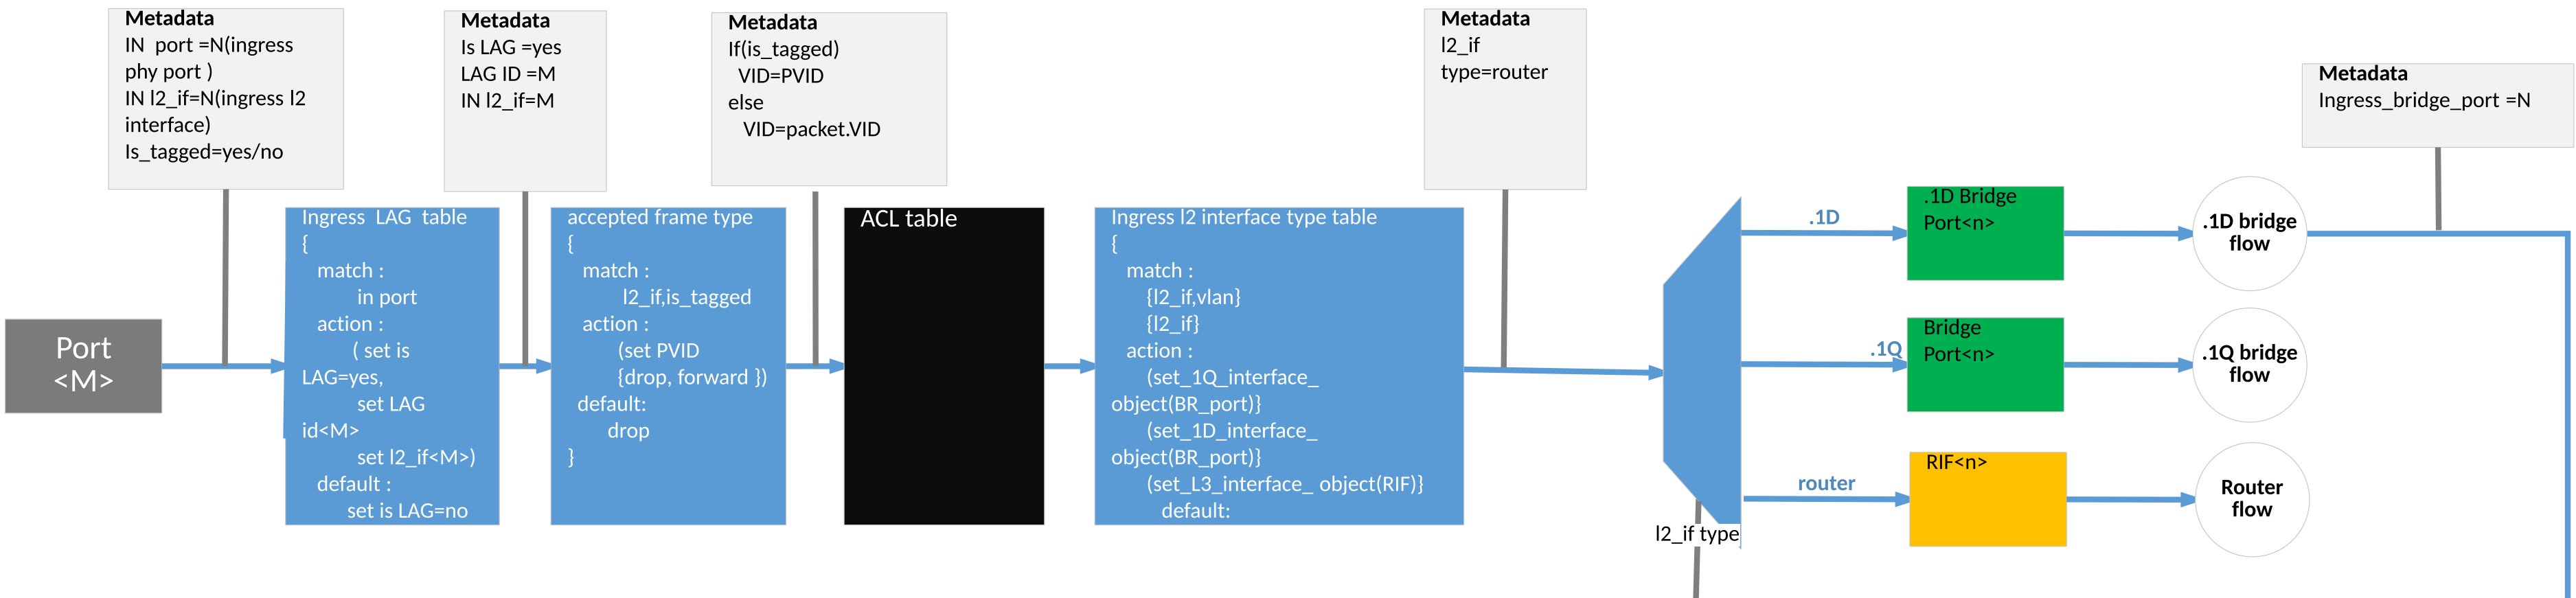 Metadata
IN  port =N(ingress
phy port )
IN l2_if=N(ingress l2
interface)
Is_tagged=yes/no
Metadata
Is LAG =yes
LAG ID =M
IN l2_if=M
Metadata
If(is_tagged)
VID=PVID
else
VID=packet.VID
Metadata
l2_if
type=router
Metadata
Ingress_bridge_port =N
Port
<M>
Ingress  LAG  table
{
match :
in port
action :
( set is
LAG=yes,
set LAG
id<M>
set l2_if<M>)
default :
set is LAG=no
accepted frame type
{
match :
l2_if,is_tagged
action :
(set PVID
{drop, forward })
default:
drop
}
ACL table
Ingress l2 interface type table
{
match :
{l2_if,vlan}
{l2_if}
action :
(set_1Q_interface_
object(BR_port)}
(set_1D_interface_
object(BR_port)}
(set_L3_interface_ object(RIF)}
default:
l2_if type
.1D
.1D Bridge
Port<n>
.1D bridge
flow
.1Q
Bridge
Port<n>
.1Q bridge
flow
router
RIF<n>
Router
flow